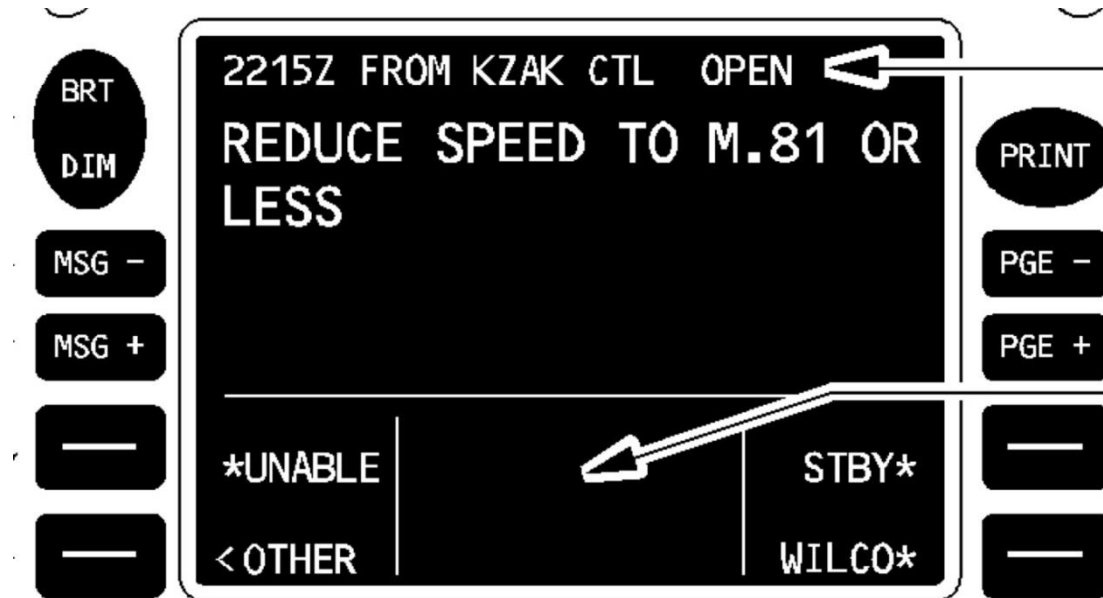 BRT
DIM
MSG -
MSG +
2215Z FROM KZAK CTL OPEN
REDUCE SPEED TO M.81 OR
LESS
*UNABLE
STBY*
<OTHER
WILCO*
PRINT
PGE -
PGE +